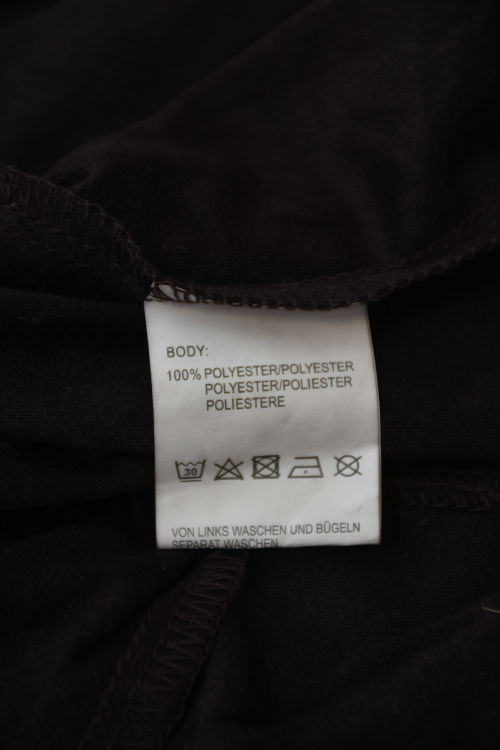 BODY:
100% POLYESTER/POLYESTER
POLYESTER/POLIESTER
POLIESTERE
30
VON LINKS WASCHEN UND BÜGELN
SEPARAT WASCHEN